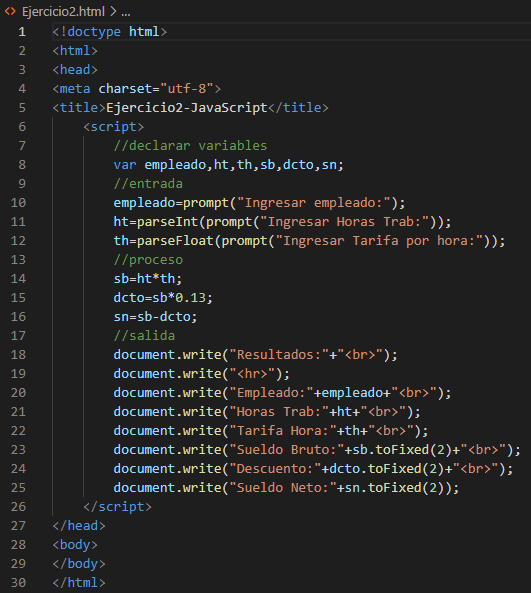 Ejercicio2.html > ...
1 <!doctype html>
2 <html>
3 <head>
4 <meta charset="utf-8">
5 <title>Ejercicio2-JavaScript</title>
6 <script>
7 //declarar variables
8 var empleado,ht,th,sb,dcto,sn;
9 //entrada
10 empleado=prompt("Ingresar empleado:");
11 ht=parseInt(prompt("Ingresar Horas Trab:"));
12 th=parseFloat(prompt("Ingresar Tarifa por hora:"));
13 //proceso
14 sb=ht*th;
15 dcto=sb*0.13;
16 sn=sb-dcto;
17 //salida
18 document.write("Resultados:"+"<br>");
19 document.write("<hr>");
20 document.write("Empleado:"+empleado+"<br>");
21 document.write("Horas Trab:"+ht+"<br>");
22 document.write("Tarifa Hora:"+th+"<br>");
23 document.write("Sueldo Bruto:"+sb.toFixed(2)+"<br>");
24 document.write("Descuento:"+dcto.toFixed(2)+"<br>");
25 document.write("Sueldo Neto:"+sn.toFixed(2));
26 </script>
27 </head>
28 <body>
29 </body>
30 </html>